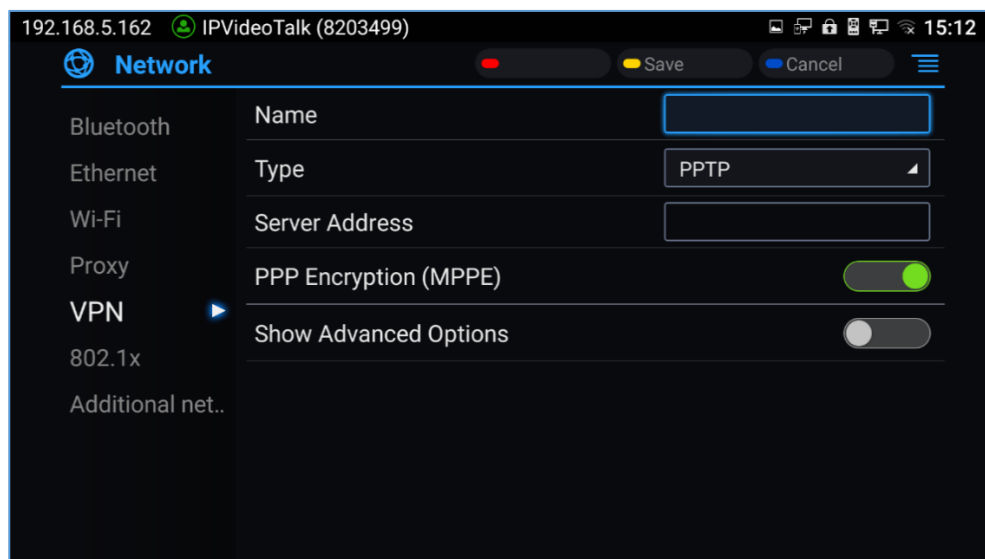 192.168.5.162 IPVideoTalk (8203499) 15:12
Network Save Cancel
Bluetooth
Ethernet
Wi-Fi
Proxy
VPN
802.1x
Additional net..
Name
Type PPTP
Server Address
PPP Encryption (MPPE)
Show Advanced Options